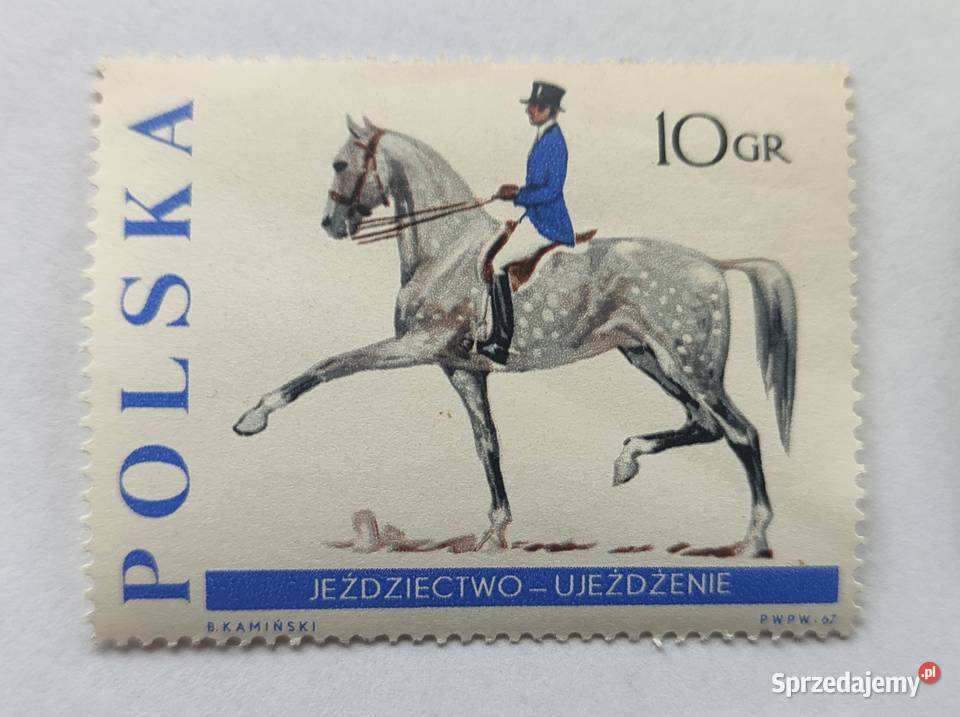 POLSKA
10GR
JEŹDZIECTWO – UJEŻDŻENIE
B.KAMIŃSKI
PWPW-67
Sprzedajemy.pl